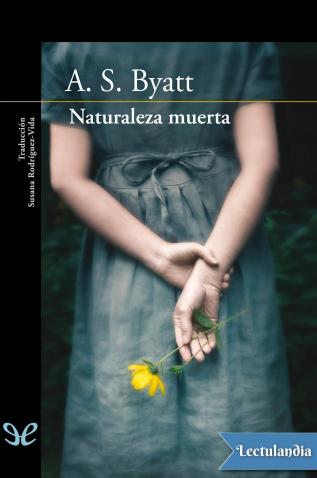 A. S. Byatt
Naturaleza muerta
Traducción
Susana Rodríguez-Vida
Lectulandia